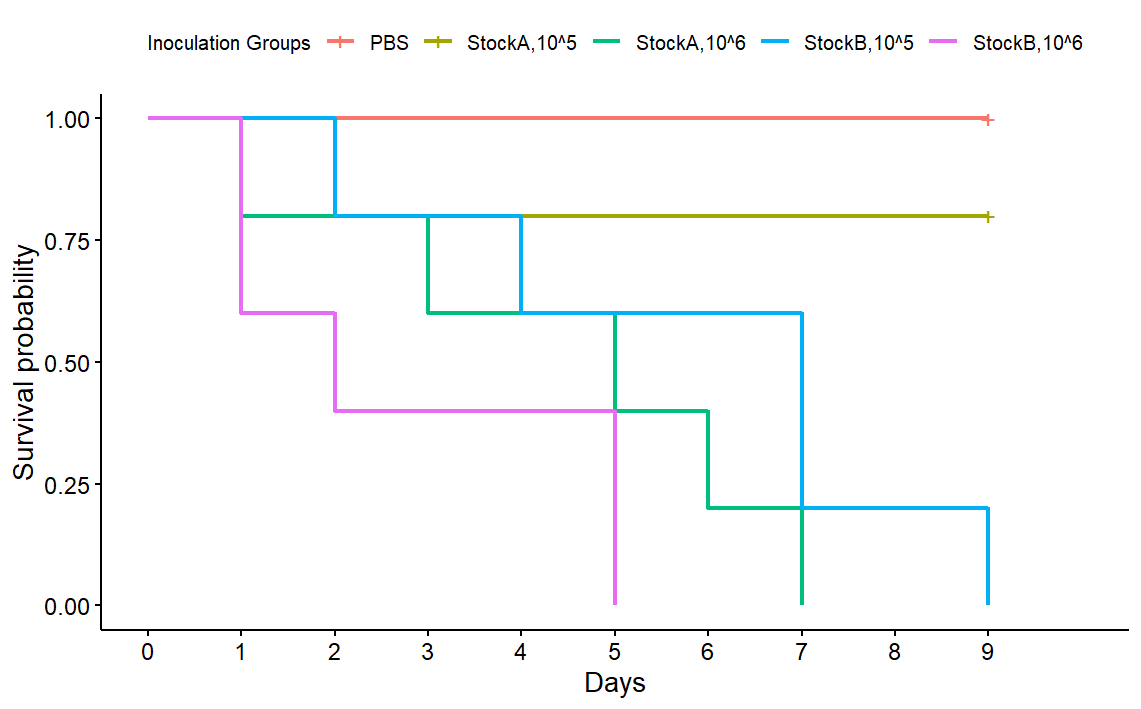 Inoculation Groups PBS StockA,10^5 StockA,10^6 StockB,10^5 StockB,10^6
1.00
0.75
0.50
0.25
0.00
Survival probability
0 1 2 3 4 5 6 7 8 9
Days